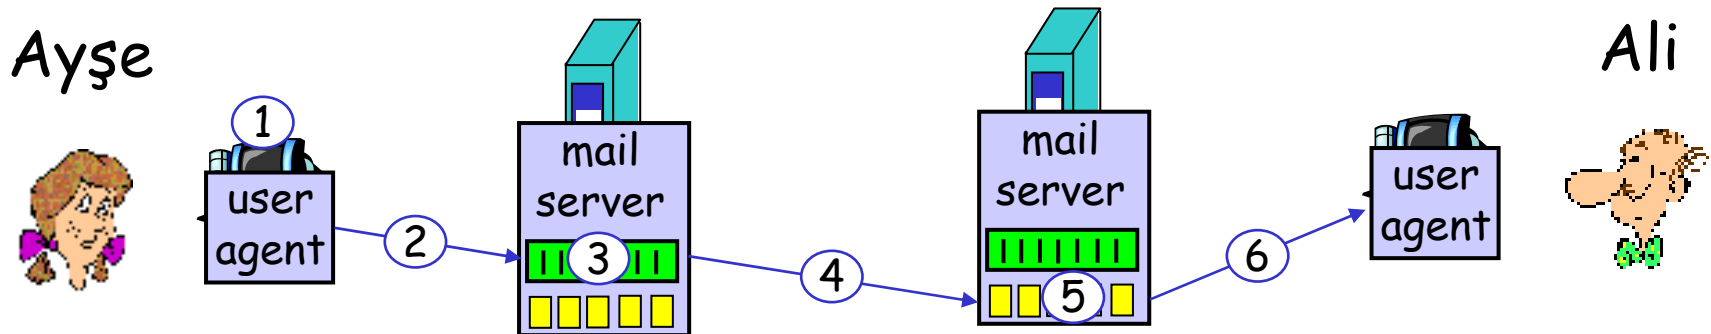 Ayşe
Ali
1
user
agent
2
mail
server
3
4
mail
server
5
6
user
agent